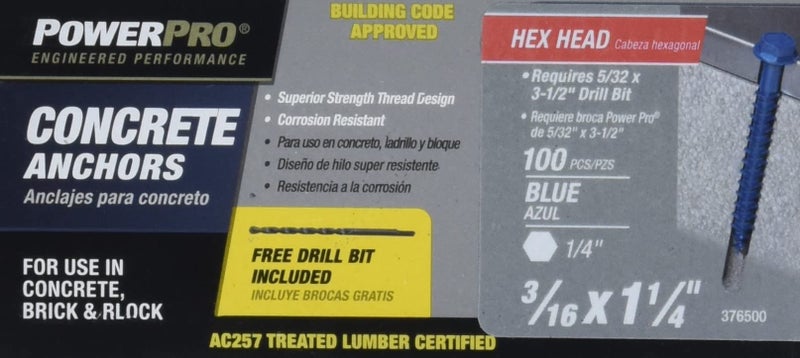 POWERPRO®
ENGINEERED PERFORMANCE
CONCRETE
ANCHORS
Anclajes para concreto
FOR USE IN
CONCRETE,
BRICK & BLOCK
BUILDING CODE
APPROVED
• Superior Strength Thread Design
• Corrosion Resistant
• Para uso en concreto, ladrillo y bloque
• Diseño de hilo super resistente
• Resistencia a la corrosión
FREE DRILL BIT
INCLUDED
INCLUYE BROCAS GRATIS
AC257 TREATED LUMBER CERTIFIED
HEX HEAD Cabeza hexagonal
• Requires 5/32 x
3-1/2" Drill Bit
• Requiere broca Power Pro®
de 5/32" x 3-1/2"
100 PCS/PZS
BLUE
AZUL
1/4"
3/16 X 1 1/4"
376500